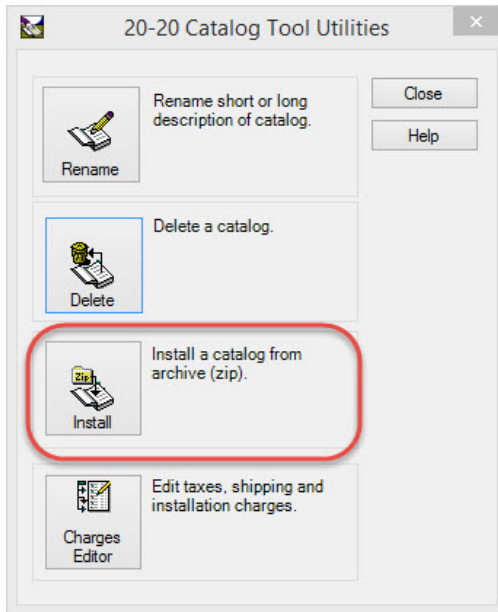 20-20 Catalog Tool Utilities
Rename short or long
description of catalog.
Rename
Close
Help
Delete a catalog.
Delete
Install a catalog from
archive (zip).
Zip
Install
Edit taxes, shipping and
installation charges.
Charges
Editor